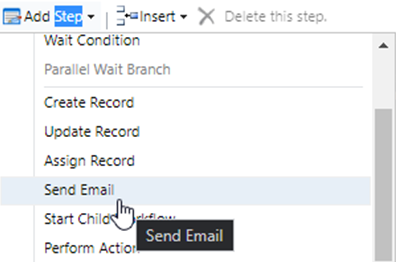 Add Step Insert Delete this step.
Wait Condition
Parallel Wait Branch
Create Record
Update Record
Assign Record
Send Email
Start Child Workflow
Perform Action
Send Email